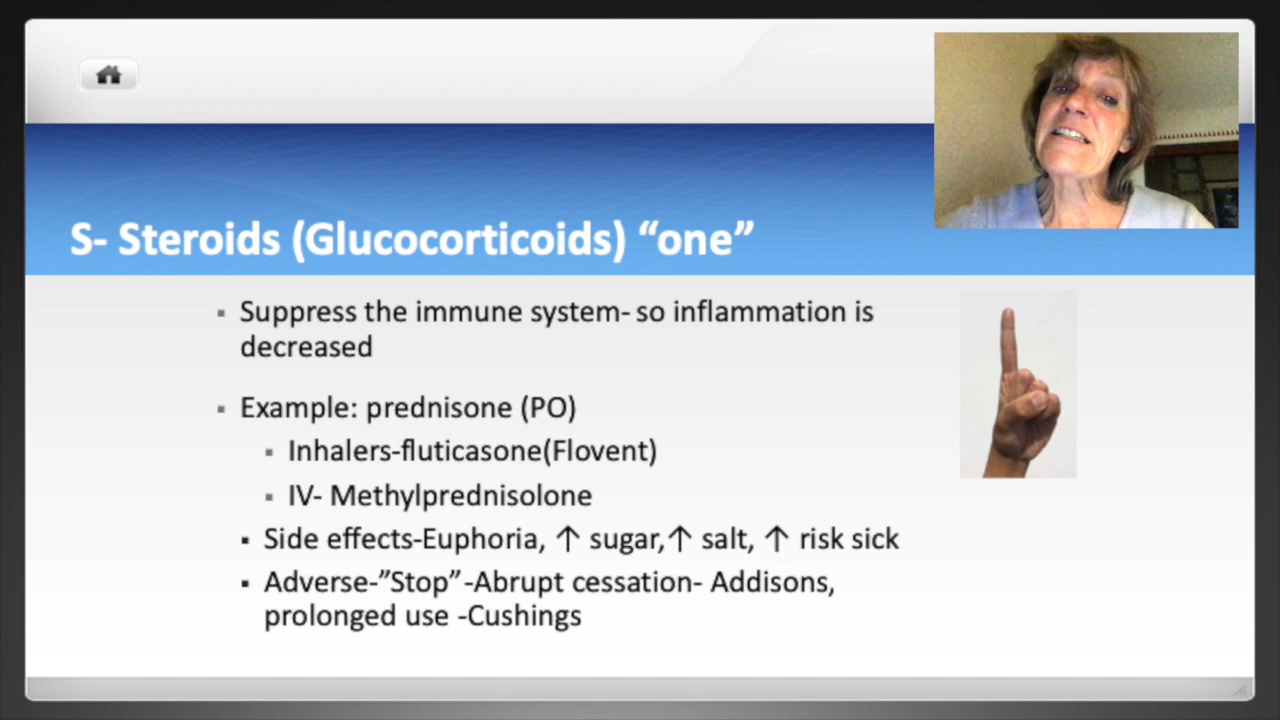 S- Steroids (Glucocorticoids) “one”
Suppress the immune system- so inflammation is
decreased
Example: prednisone (PO)
Inhalers-fluticasone(Flovent)
IV- Methylprednisolone
Side effects-Euphoria, ↑ sugar,↑ salt, ↑ risk sick
Adverse-”Stop”-Abrupt cessation- Addisons,
prolonged use -Cushings